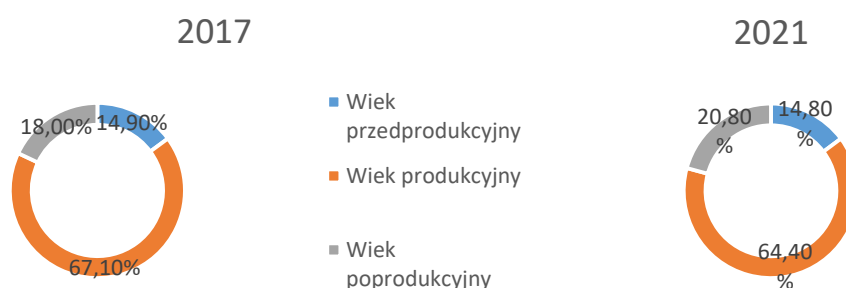 2017
18,00%
14,90%
67,10%
Wiek
przedprodukcyjny
Wiek produkcyjny
Wiek
poprodukcyjny
2021
20,80
%
14,80
%
64,40
%